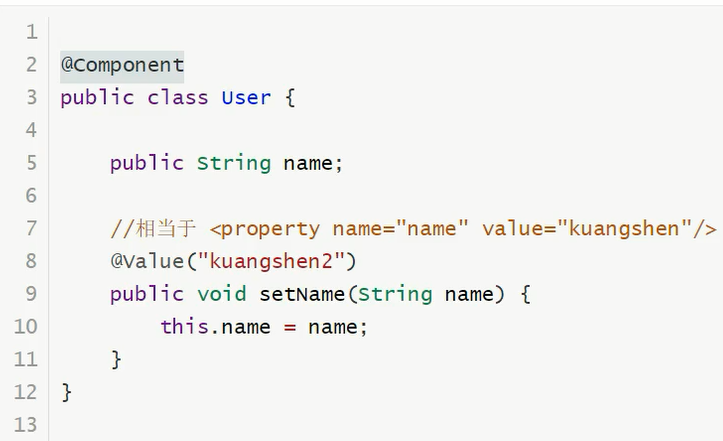 1
2 @Component
3 public class User {
4
5 public String name;
6
7 //相当于 <property name="name" value="kuangshen"/>
8 @Value("kuangshen2")
9 public void setName(String name) {
10 this.name = name;
11 }
12 }
13